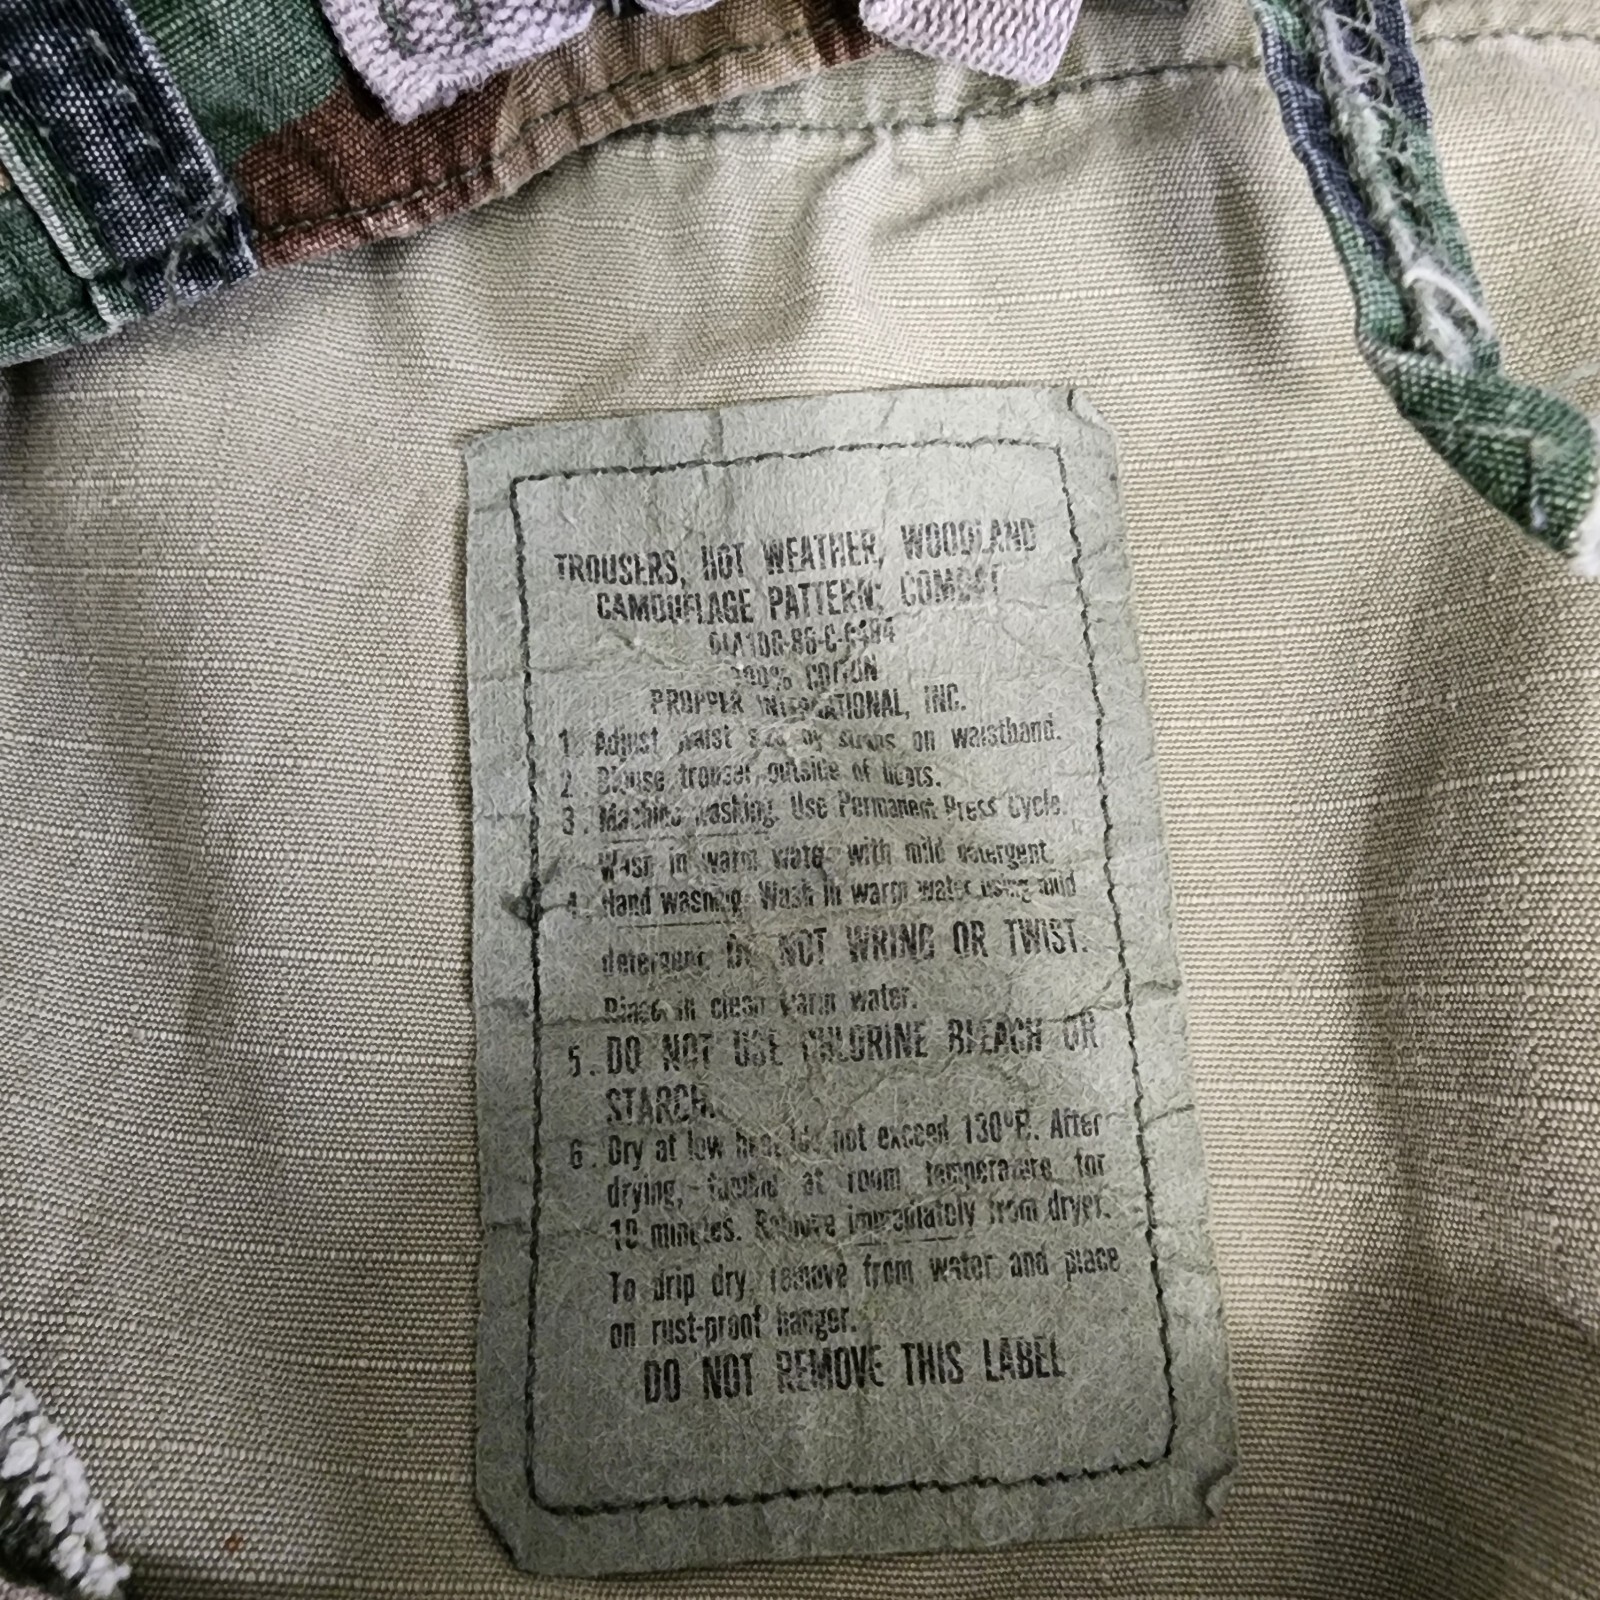 TROUSERS, HOT WEATHER, WOODLAND
CAMOUFLAGE PATTERN: COMBAT
100% COTTON
PROPPER INTERNATIONAL, INC.
1. Adjust waist size by straps on waistband.
2. Blouse trouser outside of boots.
3. Machine washing. Use Permanent Press Cycle.
Wash in warm water with mild detergent.
4. Hand washing. Wash in warm water using mild
detergent. DO NOT WRING OR TWIST.
Rinse in clean warm water.
5. DO NOT USE CHLORINE BLEACH OR
STARCH.
6. Dry at low heat (do not exceed 130°F. After
drying, tumble at room temperature for
10 minutes. Remove immediately from dryer.
To drip dry, remove from water and place
on rust-proof hanger.
DO NOT REMOVE THIS LABEL